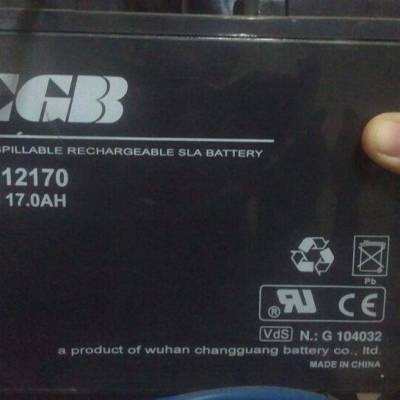 CGB
SPILLABLE RECHARGEABLE SLA BATTERY
12170
17.0AH
Pb
® RU CE
VdS N.: G 104032
a product of wuhan changguang battery co., ltd.
MADE IN CHINA